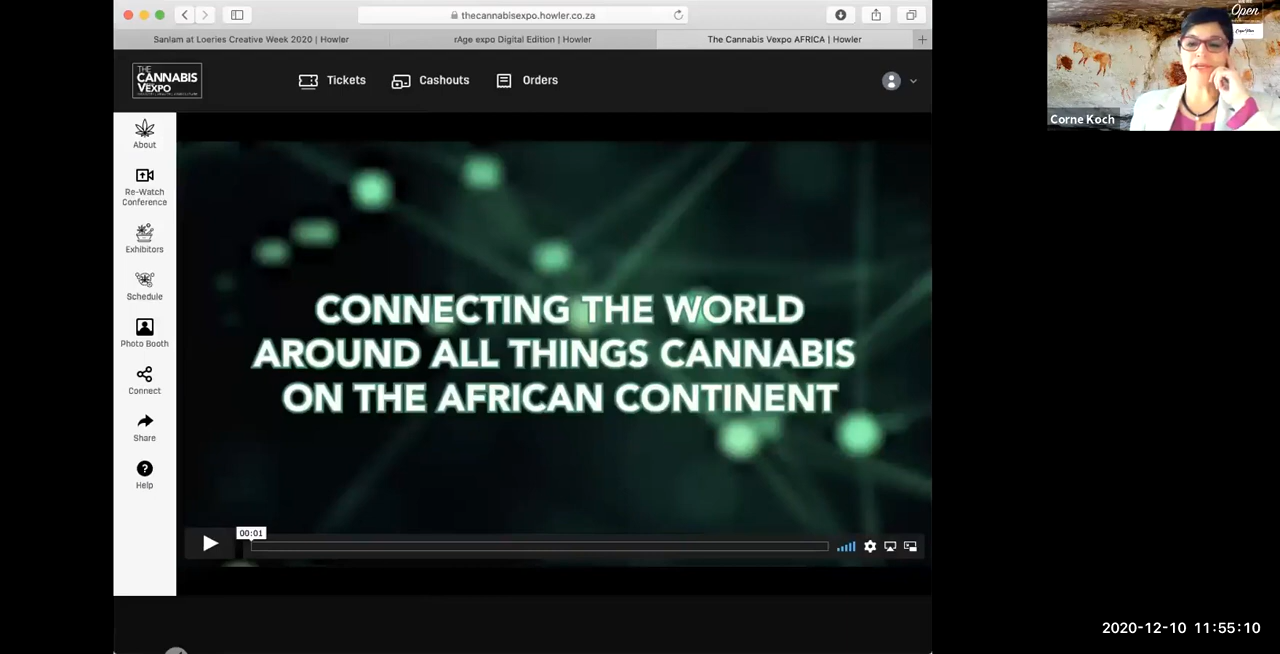 thecannabisexpo.howler.co.za
Sanlam at Loeries Creative Week 2020 | Howler
rAge expo Digital Edition | Howler
The Cannabis Vexpo AFRICA | Howler
THE
CANNABIS
VEXPO
Tickets
Cashouts
Orders
About
Re-Watch
Conference
Exhibitors
Schedule
Photo Booth
Connect
Share
Help
CONNECTING THE WORLD
AROUND ALL THINGS CANNABIS
ON THE AFRICAN CONTINENT
00:01
Open
Corne Koch
2020-12-10 11:55:10